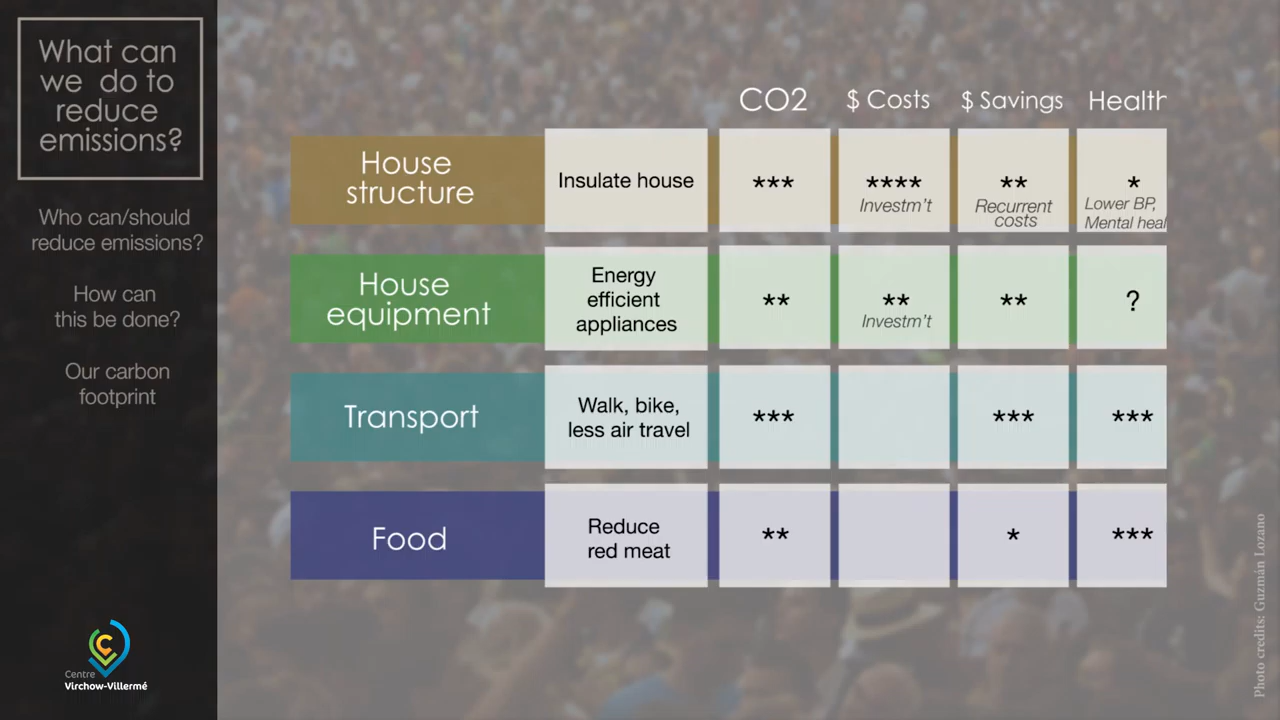 What can
we do to
reduce
emissions?
Who can/should
reduce emissions?
How can
this be done?
Our carbon
footprint
Centre
Virchow-Villermé
CO2 $ Costs $ Savings Health
House
structure
Insulate house
*** **** ** *
Investm't
Recurrent
costs
Lower BP,
Mental heal
House
equipment
Energy
efficient
appliances
** ** ** ?
Investm't
Transport
Walk, bike,
less air travel
*** *** ***
Food
Reduce
red meat
** * ***
Photo credits: Guzmán Lozano